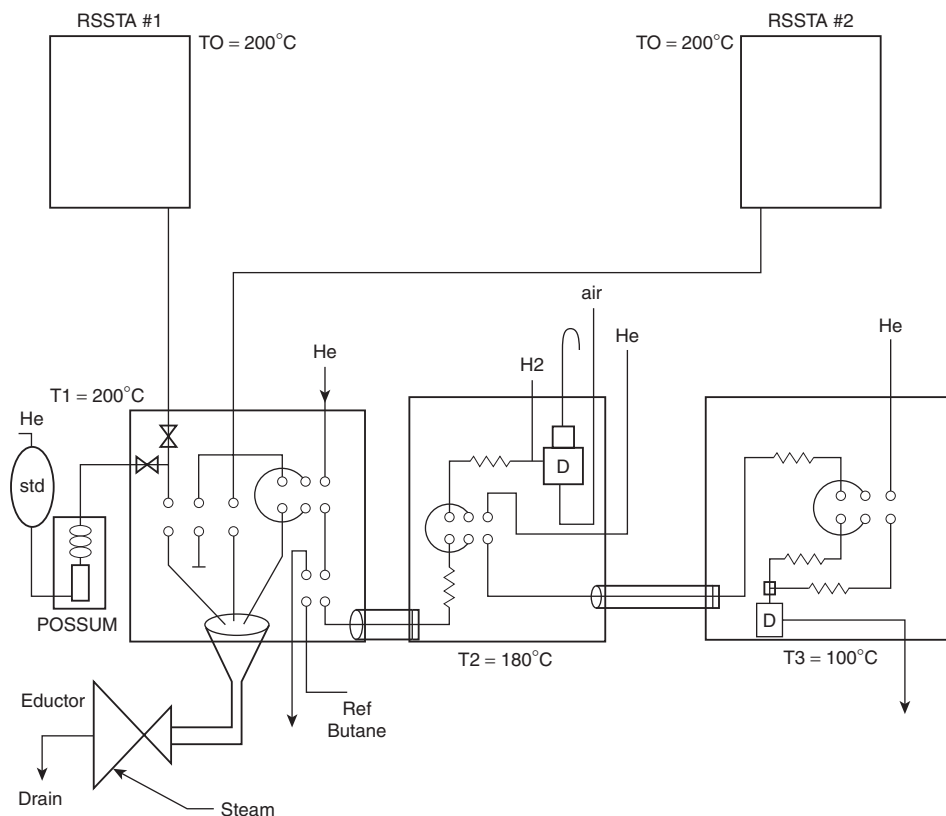 RSSTA #1
TO = 200°C
RSSTA #2
TO = 200°C
air
He
He
H2
He
T1 = 200°C
He
std
D
D
POSSUM
T2 = 180°C
T3 = 100°C
Eductor
Ref
Butane
Drain
Steam